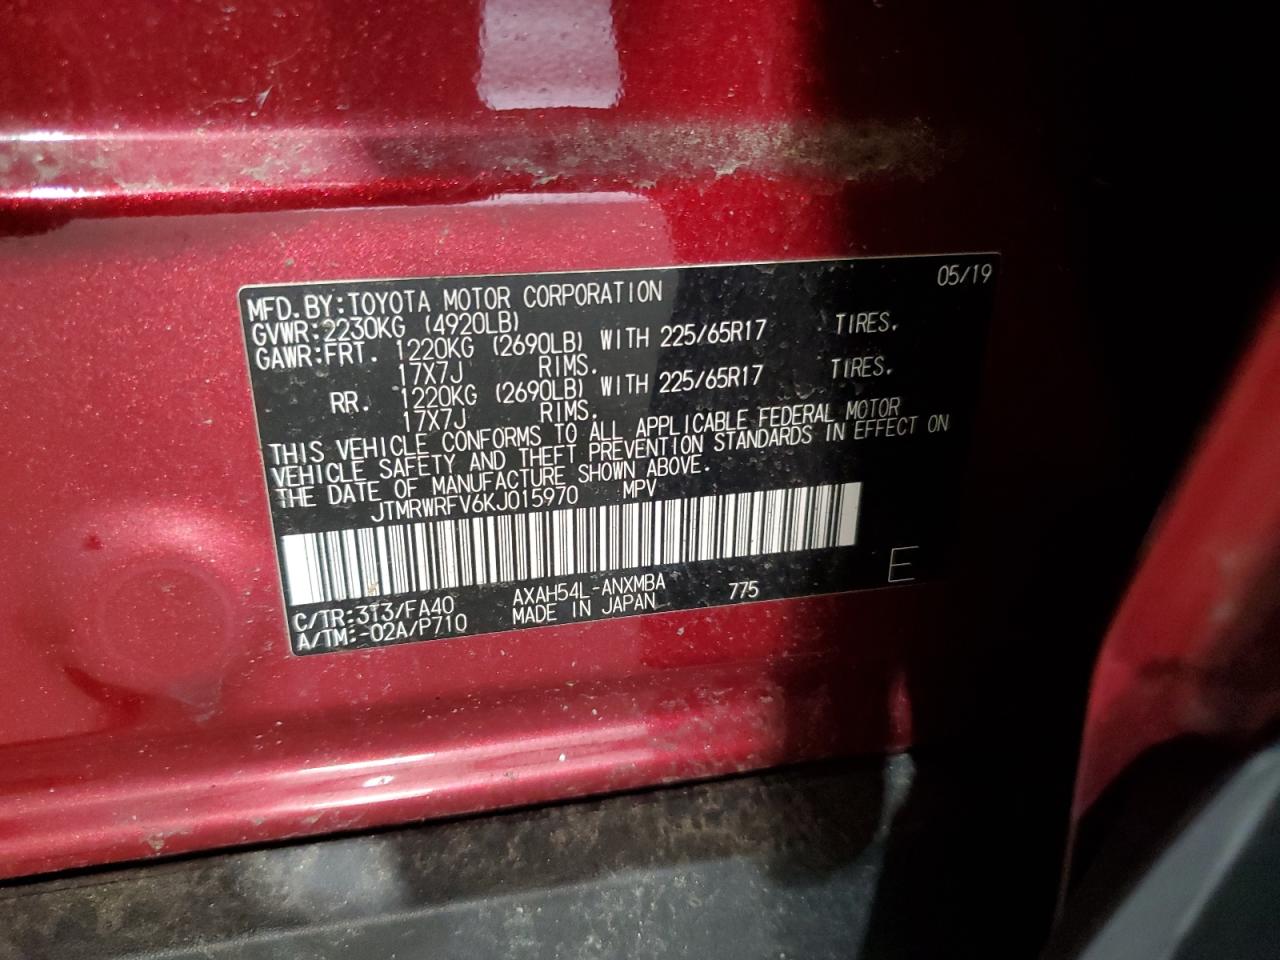 05/19
MFD. BY: TOYOTA MOTOR CORPORATION
GVWR: 2230KG (4920LB)
GAWR: FRT. 1220KG (2690LB) WITH 225/65R17 TIRES.
17X7J RIMS.
RR. 1220KG (2690LB) WITH 225/65R17 TIRES.
17X7J RIMS.
THIS VEHICLE CONFORMS TO ALL APPLICABLE FEDERAL MOTOR
VEHICLE SAFETY AND THEFT PREVENTION STANDARDS IN EFFECT ON
THE DATE OF MANUFACTURE SHOWN ABOVE.
JTMRWRFV6KJ015970 MPV
E
C/TR: 3T3/FA40 AXAH54L-ANXMBA 775
A/TM: -02A/P710 MADE IN JAPAN